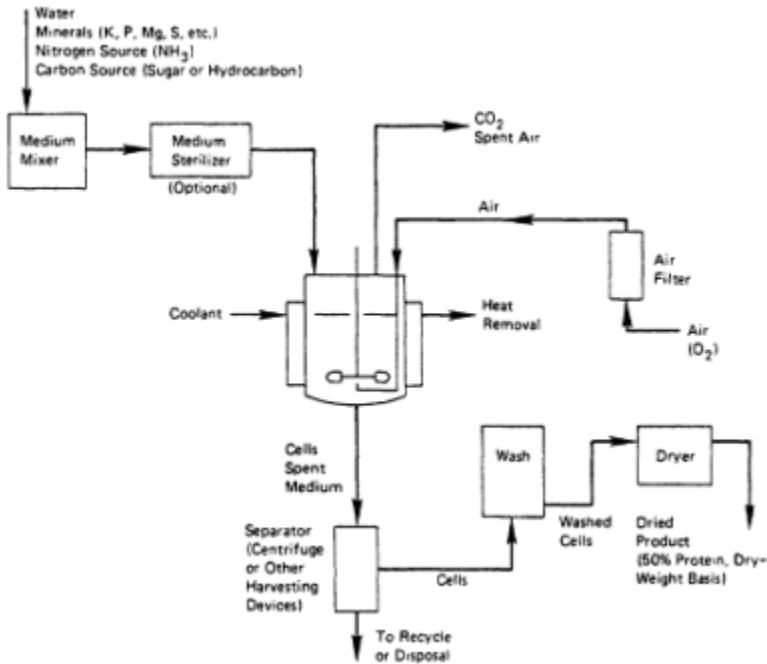 Water
Minerals (K, P, Mg, S, etc.)
Nitrogen Source (NH3)
Carbon Source (Sugar or Hydrocarbon)
Medium
Mixer
Medium
Sterilizer
(Optional)
CO2
Spent Air
Air
Air
Filter
Air
(O2)
Coolant
Heat
Removal
Cells
Spent
Medium
Separator
(Centrifuge
or Other
Harvesting
Devices)
Cells
To Recycle
or Disposal
Wash
Washed
Cells
Dryer
Dried
Product
(50% Protein, Dry-
Weight Basis)